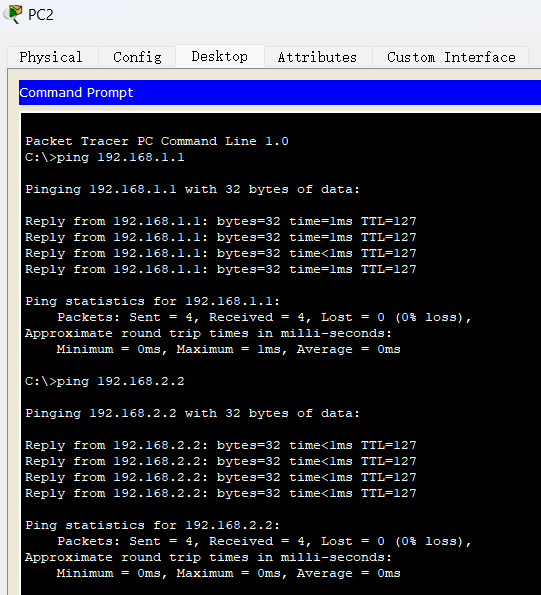 PC2
Physical Config Desktop Attributes Custom Interface
Command Prompt
Packet Tracer PC Command Line 1.0
C:\>ping 192.168.1.1
Pinging 192.168.1.1 with 32 bytes of data:
Reply from 192.168.1.1: bytes=32 time=1ms TTL=127
Reply from 192.168.1.1: bytes=32 time=1ms TTL=127
Reply from 192.168.1.1: bytes=32 time<1ms TTL=127
Reply from 192.168.1.1: bytes=32 time=1ms TTL=127
Ping statistics for 192.168.1.1:
Packets: Sent = 4, Received = 4, Lost = 0 (0% loss),
Approximate round trip times in milli-seconds:
Minimum = 0ms, Maximum = 1ms, Average = 0ms
C:\>ping 192.168.2.2
Pinging 192.168.2.2 with 32 bytes of data:
Reply from 192.168.2.2: bytes=32 time<1ms TTL=127
Reply from 192.168.2.2: bytes=32 time<1ms TTL=127
Reply from 192.168.2.2: bytes=32 time<1ms TTL=127
Reply from 192.168.2.2: bytes=32 time<1ms TTL=127
Ping statistics for 192.168.2.2:
Packets: Sent = 4, Received = 4, Lost = 0 (0% loss),
Approximate round trip times in milli-seconds:
Minimum = 0ms, Maximum = 0ms, Average = 0ms